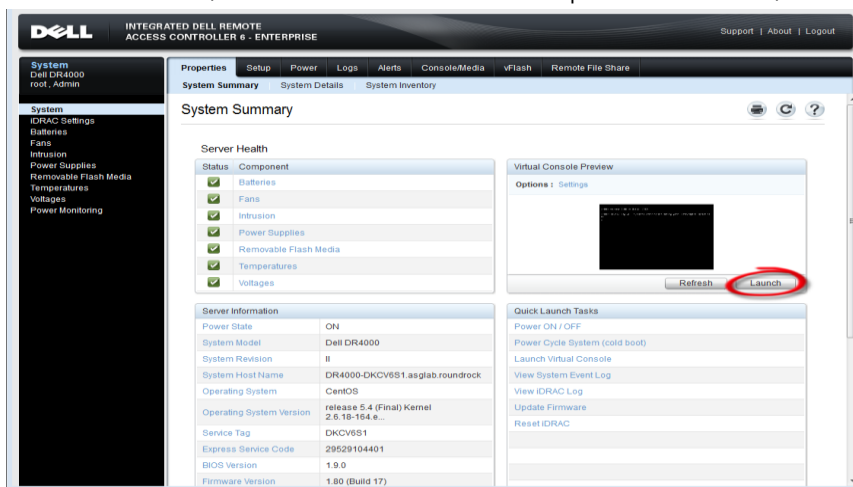 DELL
INTEGRATED DELL REMOTE
ACCESS CONTROLLER 6 - ENTERPRISE
Support | About | Logout
System
Dell DR4000
root , Admin
Properties Setup Power Logs Alerts Console/Media vFlash Remote File Share
System Summary System Details System Inventory
System
iDRAC Settings
Batteries
Fans
Intrusion
Power Supplies
Removable Flash Media
Temperatures
Voltages
Power Monitoring
System Summary
?
Server Health
Status Component
Batteries
Fans
Intrusion
Power Supplies
Removable Flash Media
Temperatures
Voltages
Virtual Console Preview
Options : Settings
Refresh Launch
Server Information
Power State ON
System Model Dell DR4000
System Revision II
System Host Name DR4000-DKCV6S1.asglab.roundrock
Operating System CentOS
Operating System Version release 5.4 (Final) Kernel
2.6.18-164.e...
Service Tag DKCV6S1
Express Service Code 29529104401
BIOS Version 1.9.0
Firmware Version 1.80 (Build 17)
Quick Launch Tasks
Power ON / OFF
Power Cycle System (cold boot)
Launch Virtual Console
View System Event Log
View iDRAC Log
Update Firmware
Reset iDRAC